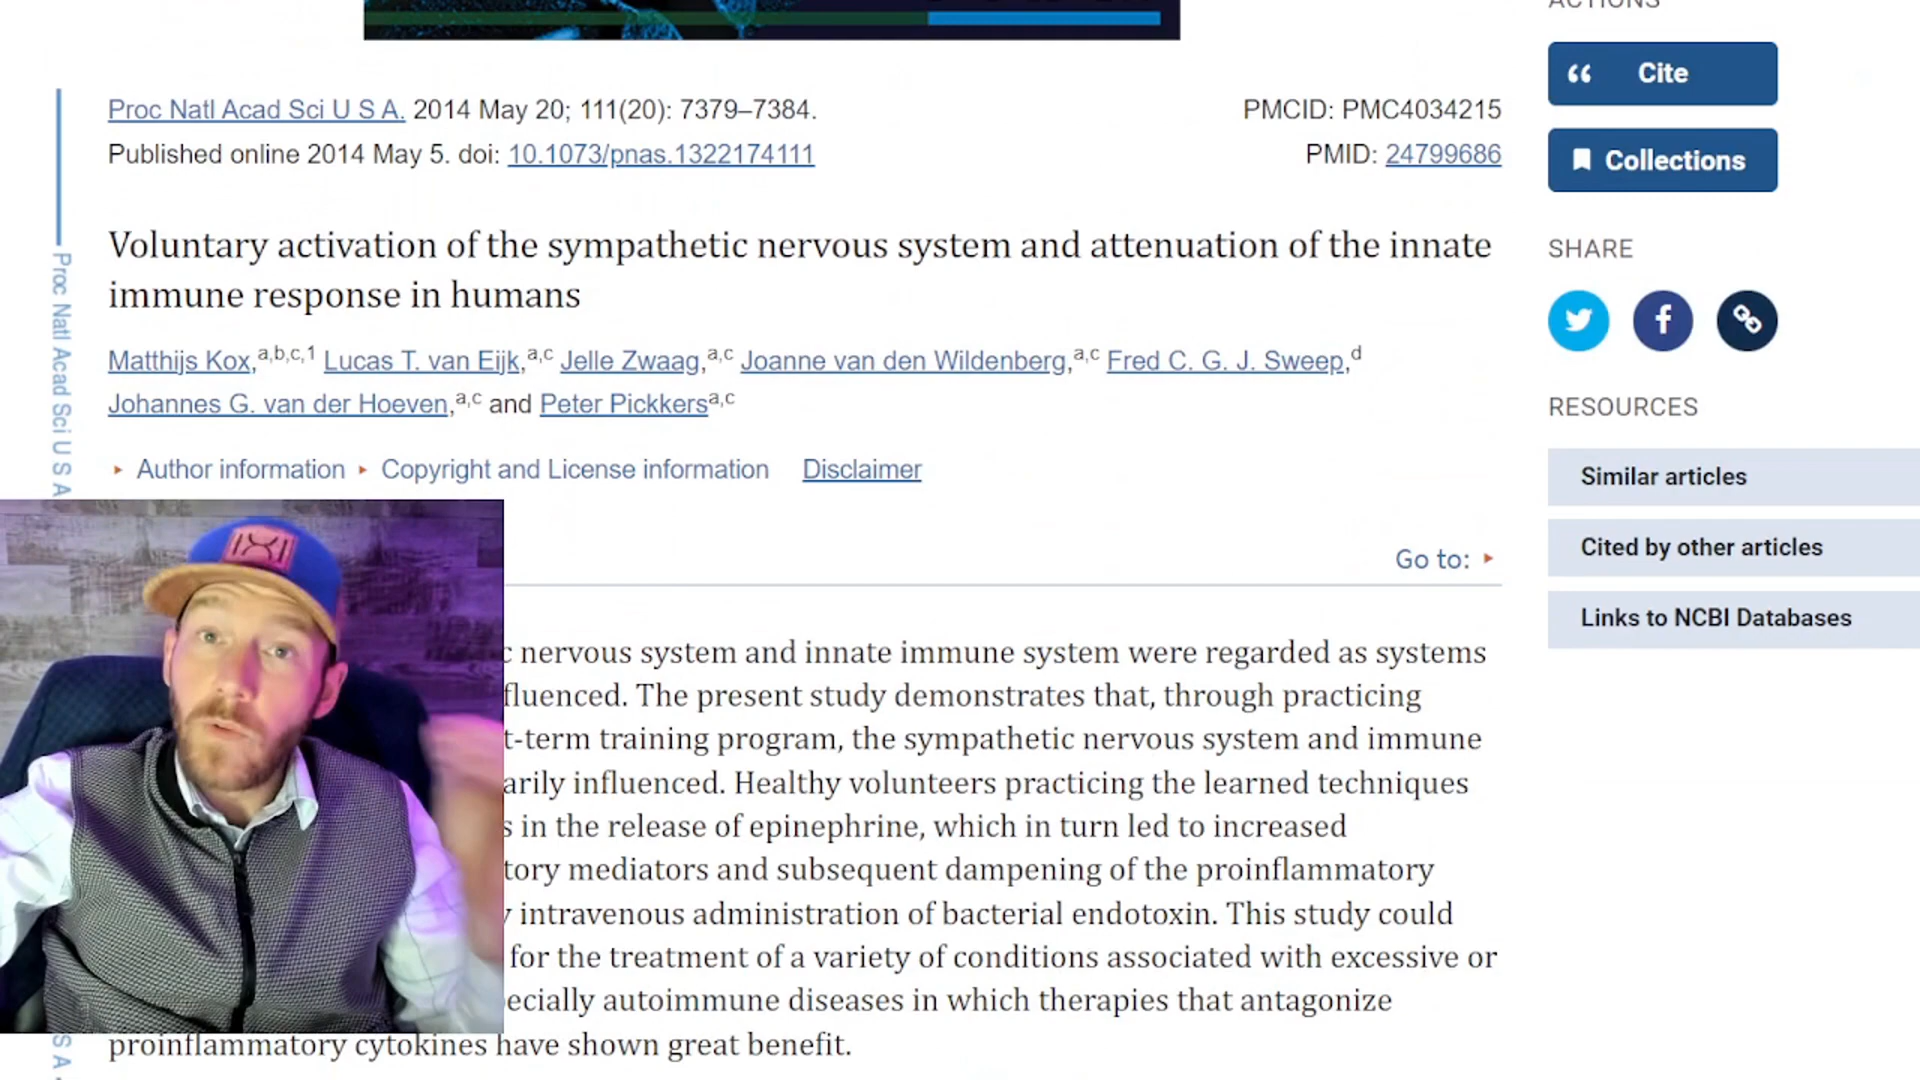 ACTIONS
Cite
Collections
Proc Natl Acad Sci U S A. 2014 May 20; 111(20): 7379–7384.
PMCID: PMC4034215
Published online 2014 May 5. doi: 10.1073/pnas.1322174111
PMID: 24799686
Voluntary activation of the sympathetic nervous system and attenuation of the innate
immune response in humans
Matthijs Kox,a,b,c,1 Lucas T. van Eijk,a,c Jelle Zwaag,a,c Joanne van den Wildenberg,a,c Fred C. G. J. Sweep,d
Johannes G. van der Hoeven,a,c and Peter Pickkersa,c
Author information Copyright and License information Disclaimer
SHARE
RESOURCES
Similar articles
Cited by other articles
Links to NCBI Databases
Proc Natl Acad Sci U S A
Go to:
c nervous system and innate immune system were regarded as systems
fluenced. The present study demonstrates that, through practicing
t-term training program, the sympathetic nervous system and immune
arily influenced. Healthy volunteers practicing the learned techniques
s in the release of epinephrine, which in turn led to increased
tory mediators and subsequent dampening of the proinflammatory
y intravenous administration of bacterial endotoxin. This study could
for the treatment of a variety of conditions associated with excessive or
pecially autoimmune diseases in which therapies that antagonize
proinflammatory cytokines have shown great benefit.
S A